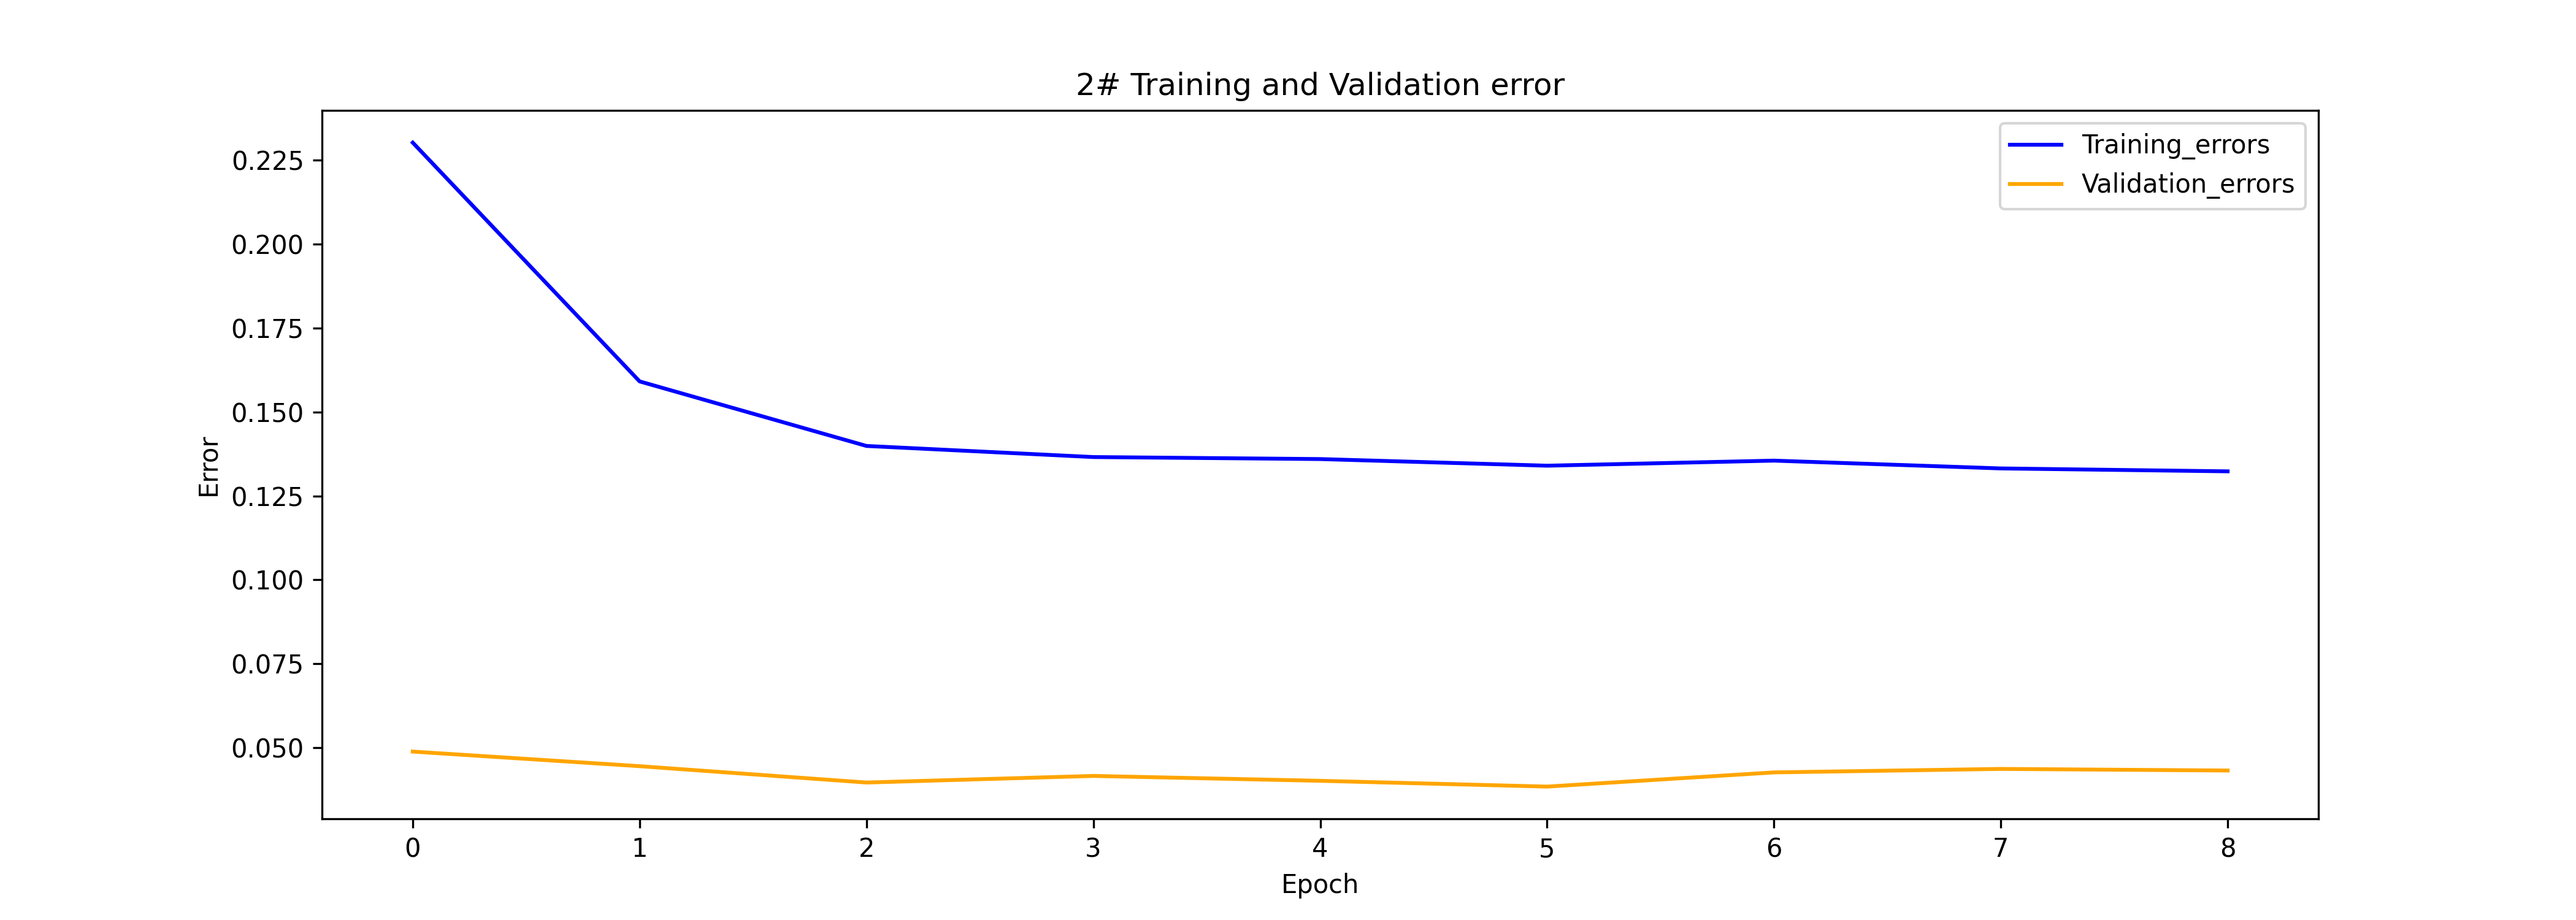 2# Training and Validation error
Training_errors
Validation_errors
0.225
0.200
0.175
0.150
0.125
0.100
0.075
0.050
Error
0 1 2 3 4 5 6 7 8
Epoch